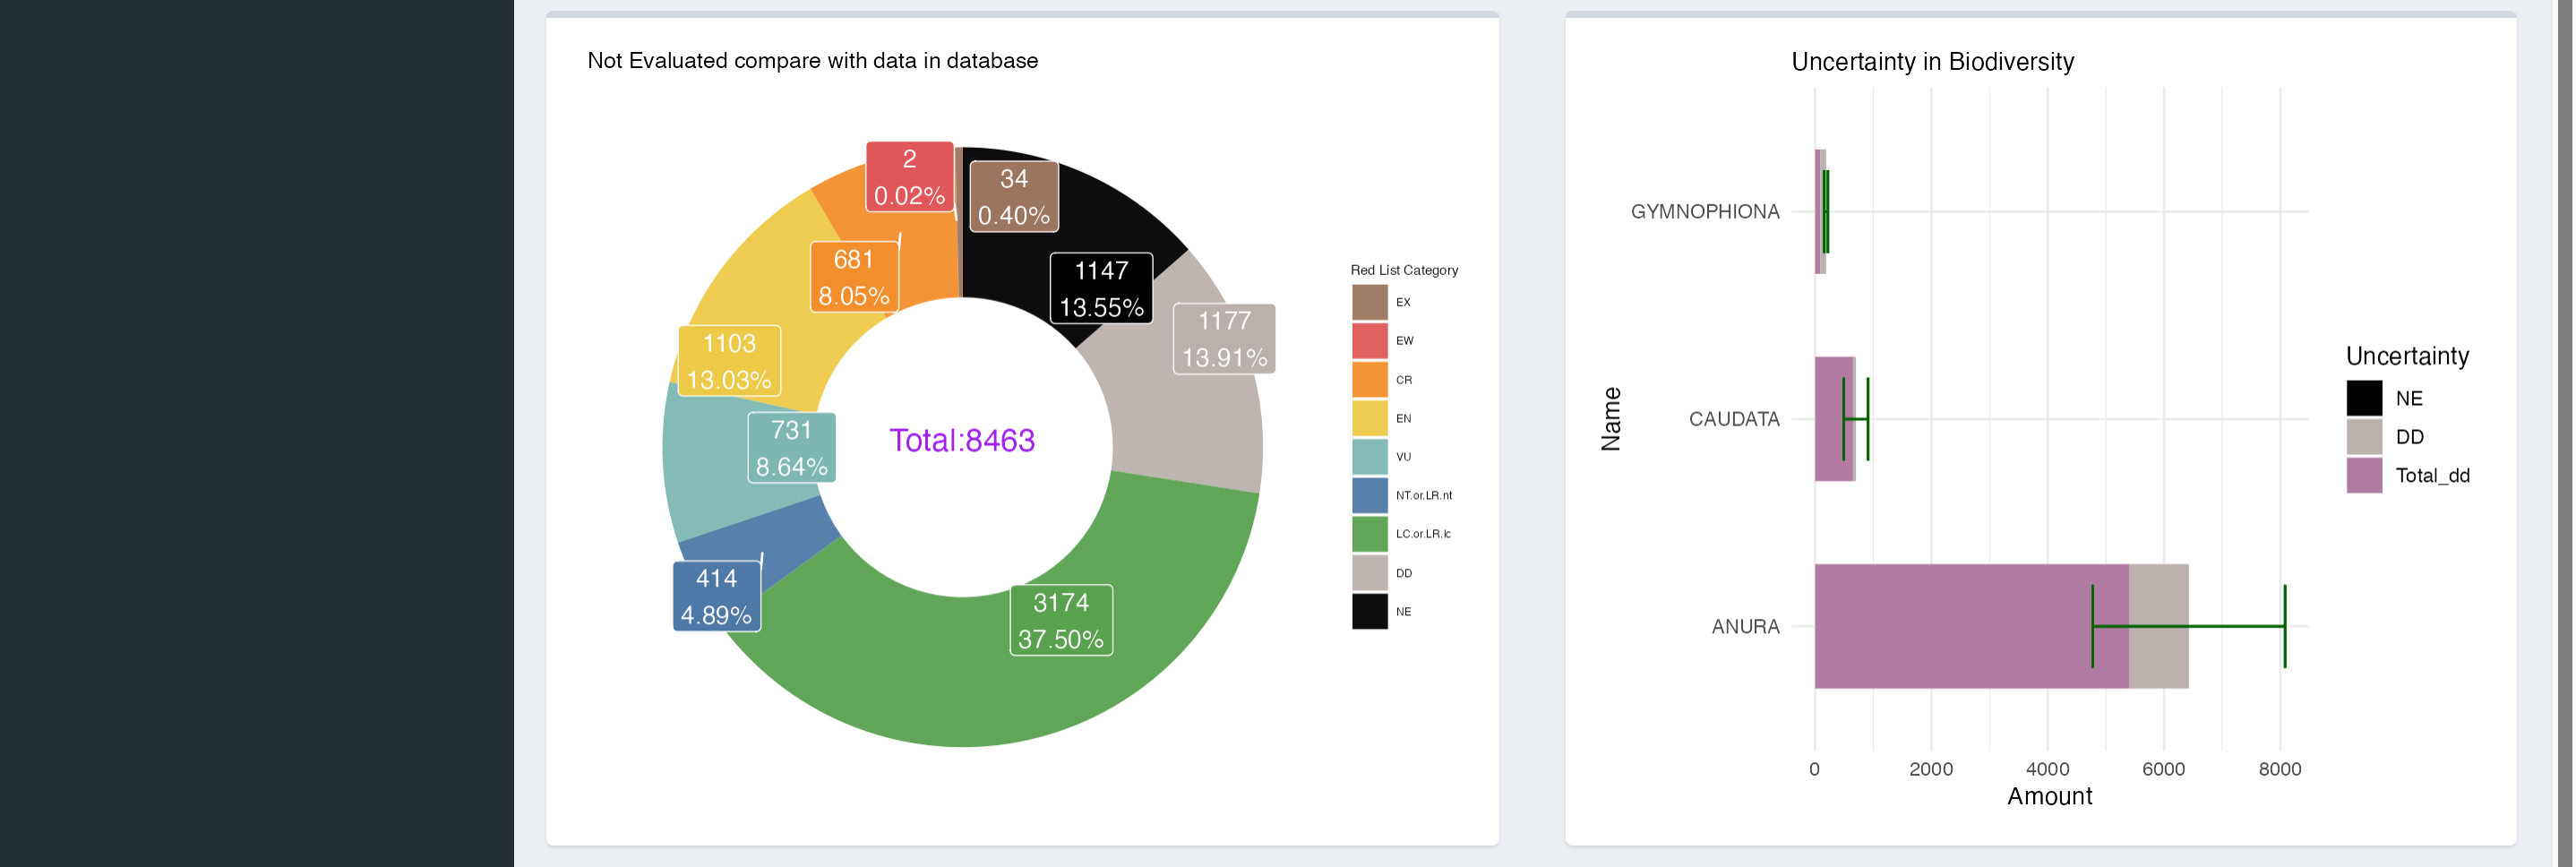 Not Evaluated compare with data in database
2
0.02%
34
0.40%
681
8.05%
1147
13.55%
1177
13.91%
1103
13.03%
731
8.64%
Total:8463
414
4.89%
3174
37.50%
Red List Category
EX
EW
CR
EN
VU
NT.or.LR.nt
LC.or.LR.lc
DD
NE
Uncertainty in Biodiversity
Name
GYMNOPHIONA
CAUDATA
ANURA
0 2000 4000 6000 8000
Amount
Uncertainty
NE
DD
Total_dd